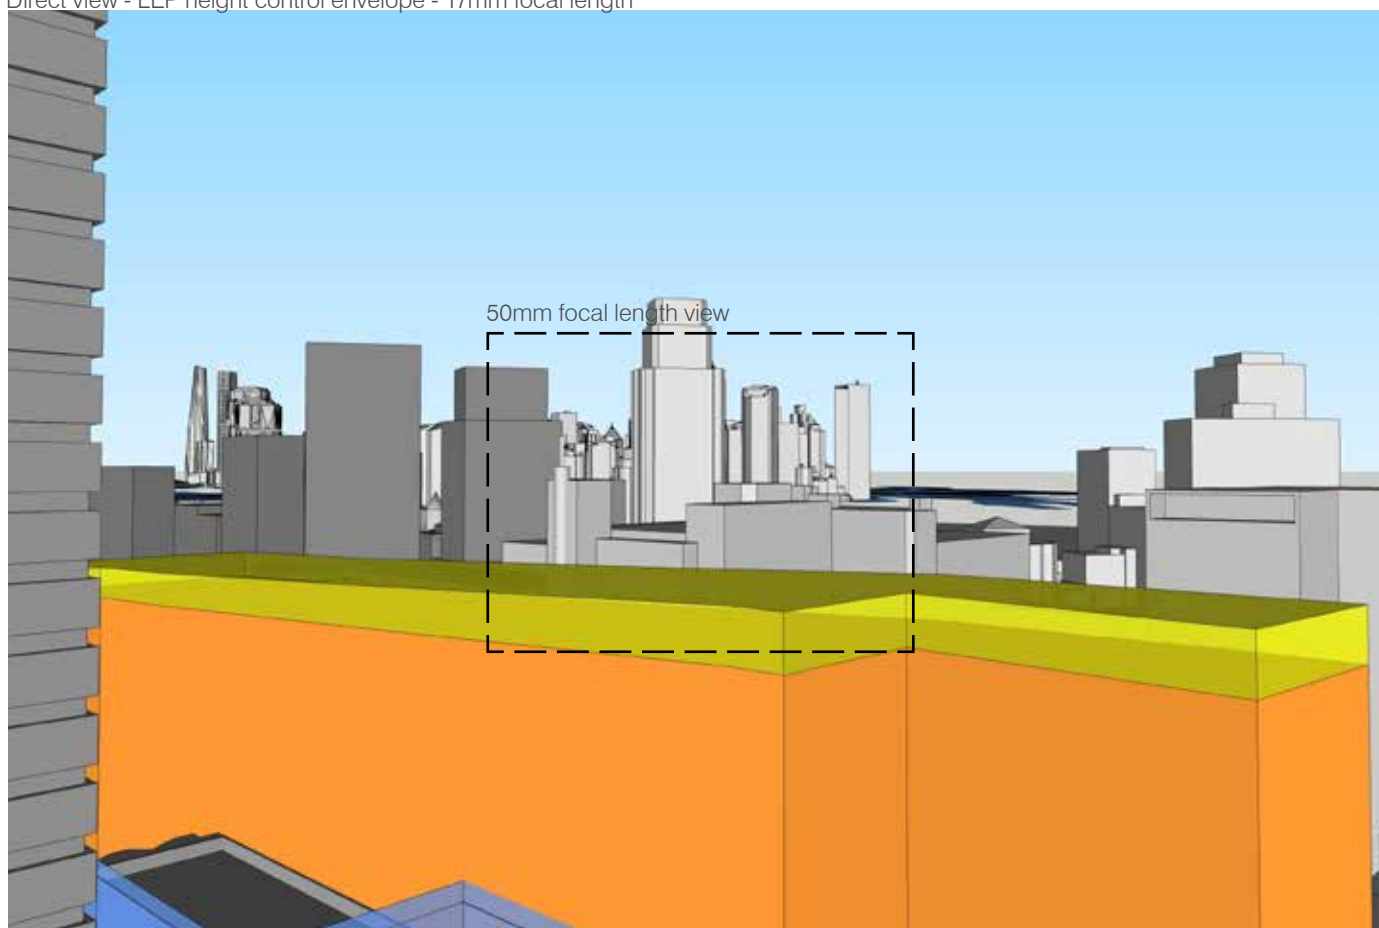 Direct view - LEP height control envelope - 17mm focal length
50mm focal length view